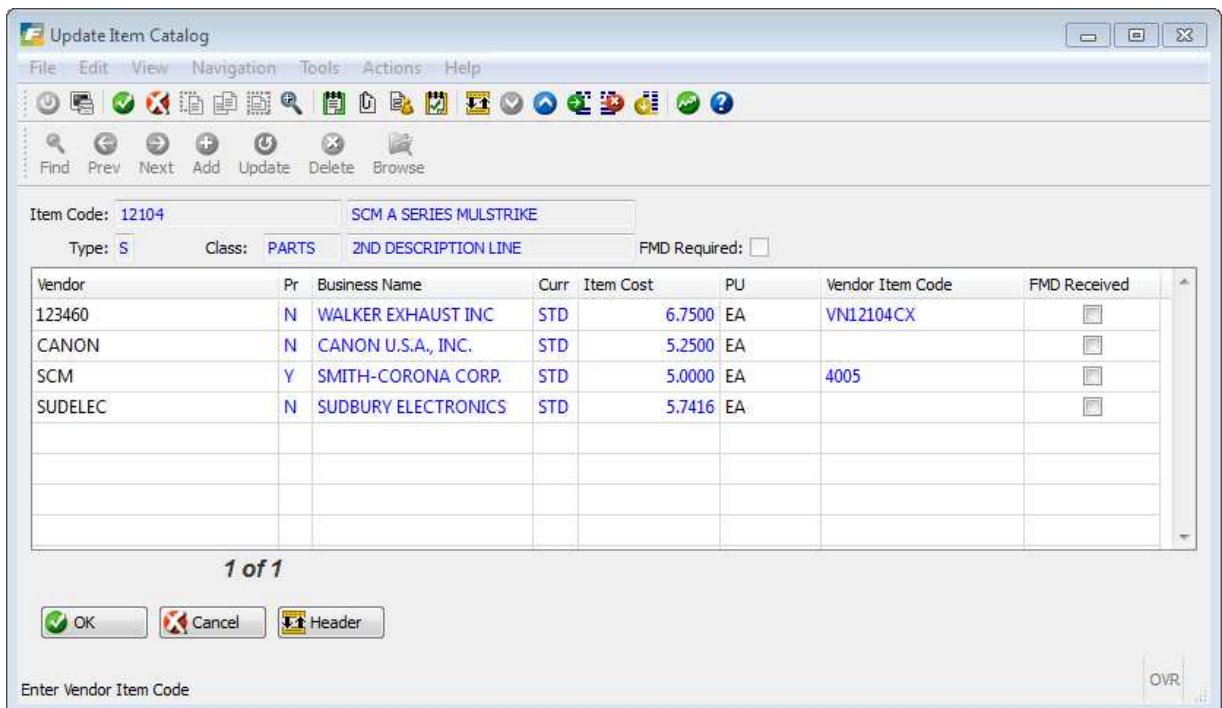 Update Item Catalog
File Edit View Navigation Tools Actions Help
Find Prev Next Add Update Delete Browse
Item Code: 12104 SCM A SERIES MULSTRIKE
Type: S Class: PARTS 2ND DESCRIPTION LINE FMD Required:
Vendor Pr Business Name Curr Item Cost PU Vendor Item Code FMD Received
123460 N WALKER EXHAUST INC STD 6.7500 EA VN12104CX
CANON N CANON U.S.A., INC. STD 5.2500 EA
SCM Y SMITH-CORONA CORP. STD 5.0000 EA 4005
SUDELEC N SUDBURY ELECTRONICS STD 5.7416 EA
1 of 1
OK Cancel Header
OVR
Enter Vendor Item Code